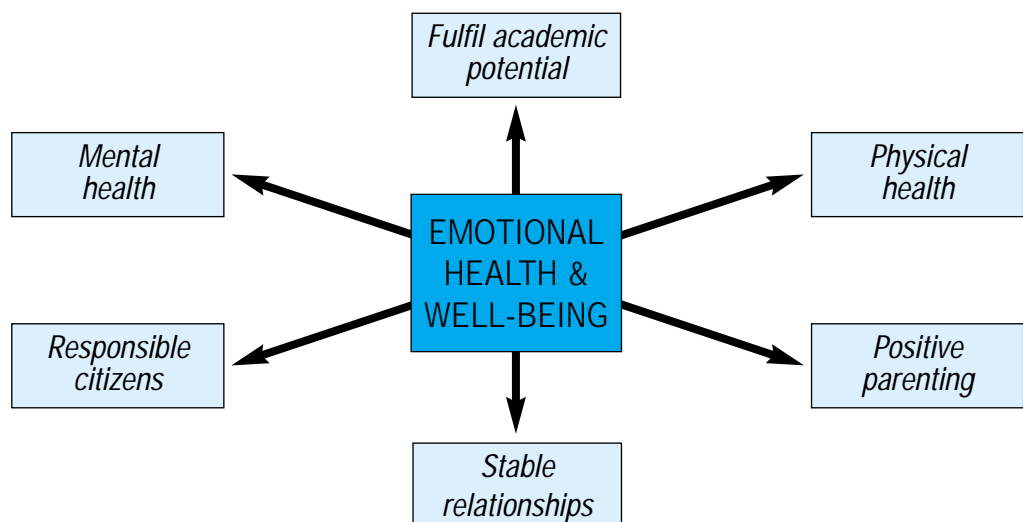 Fulfil academic
potential
Mental
health
Physical
health
EMOTIONAL
HEALTH &
WELL-BEING
Responsible
citizens
Positive
parenting
Stable
relationships